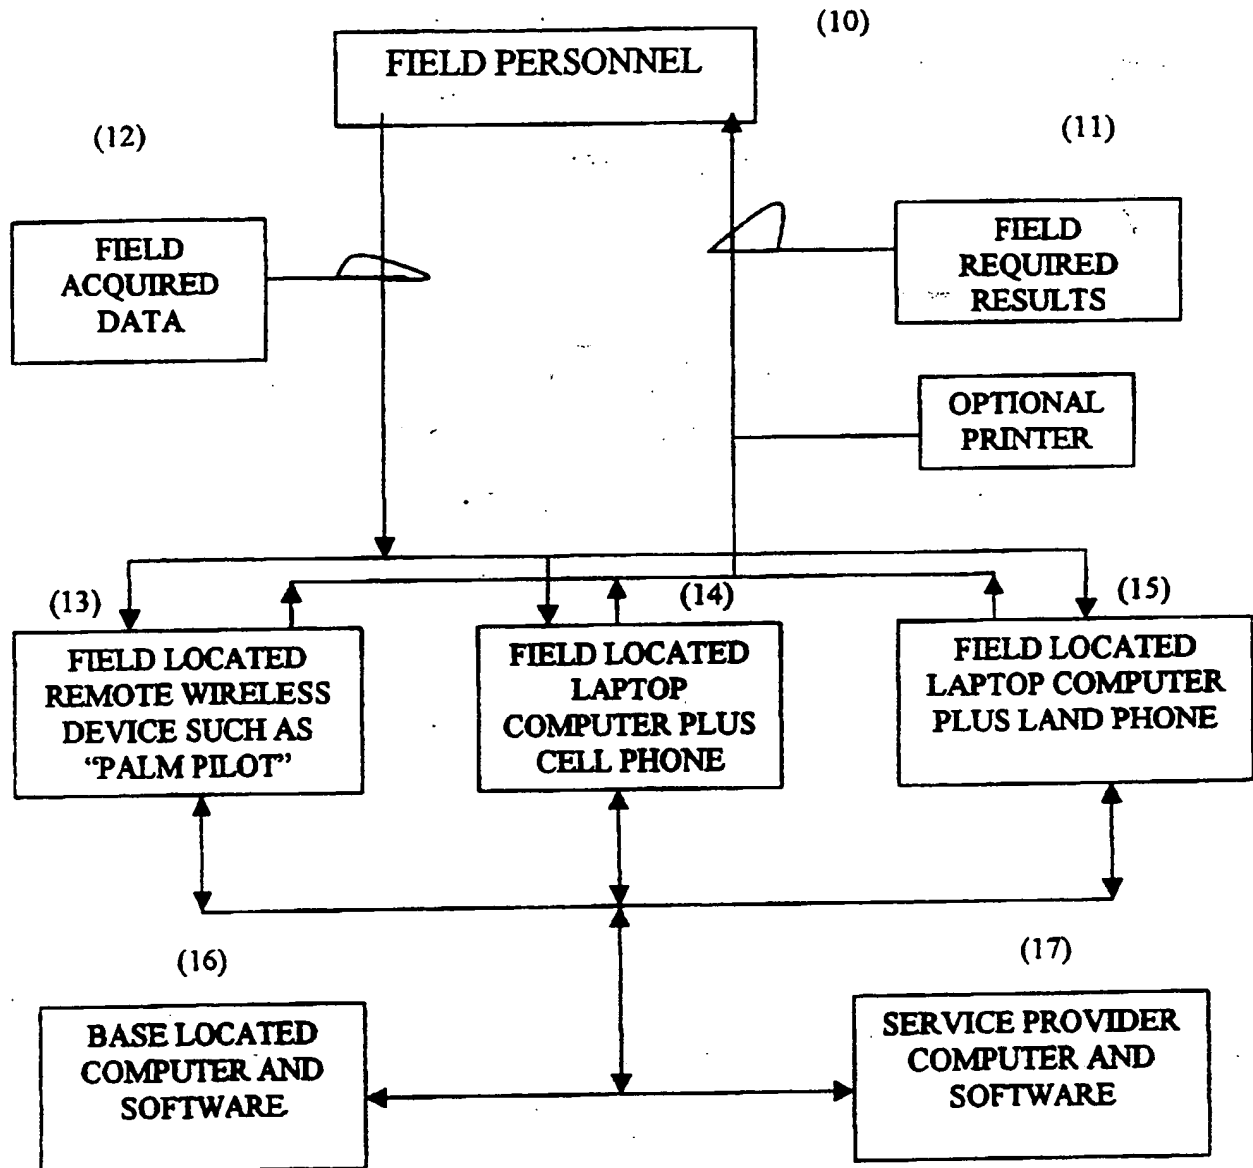 (10)
FIELD PERSONNEL
(12)
(11)
FIELD
ACQUIRED
DATA
FIELD
REQUIRED
RESULTS
OPTIONAL
PRINTER
(13)
(14)
(15)
FIELD LOCATED
REMOTE WIRELESS
DEVICE SUCH AS
“PALM PILOT”
FIELD LOCATED
LAPTOP
COMPUTER PLUS
CELL PHONE
FIELD LOCATED
LAPTOP COMPUTER
PLUS LAND PHONE
(16)
(17)
BASE LOCATED
COMPUTER AND
SOFTWARE
SERVICE PROVIDER
COMPUTER AND
SOFTWARE